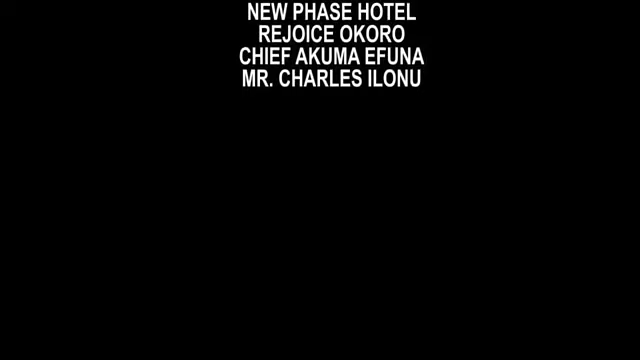 NEW PHASE HOTEL
REJOICE OKORO
CHIEF AKUMA EFUNA
MR. CHARLES ILONU